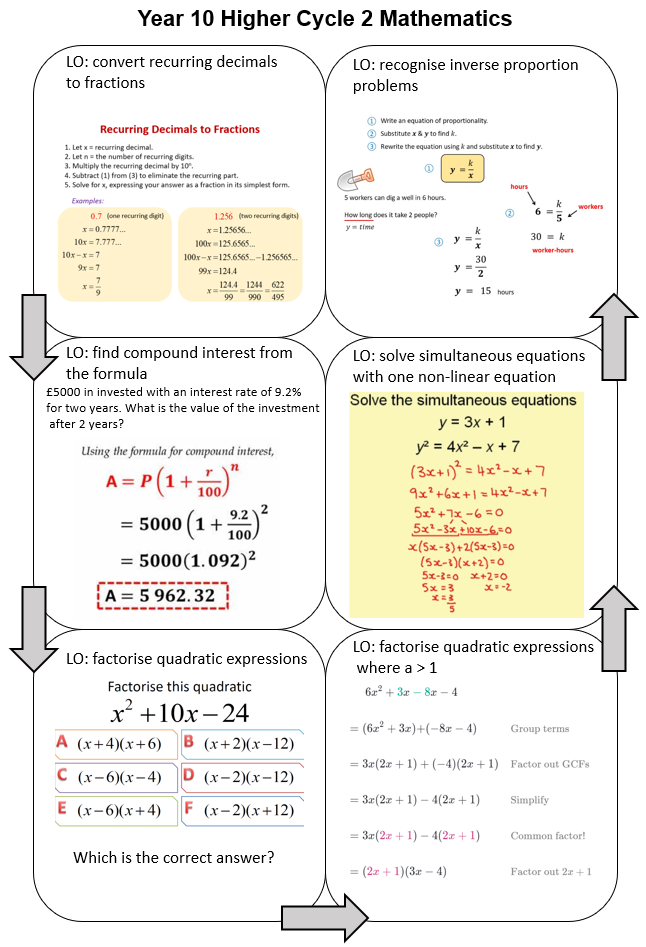 Year 10 Higher Cycle 2 Mathematics
LO: convert recurring decimals
to fractions
Recurring Decimals to Fractions
1. Let x = recurring decimal.
2. Let n = the number of recurring digits.
3. Multiply the recurring decimal by 10ⁿ.
4. Subtract (1) from (3) to eliminate the recurring part.
5. Solve for x, expressing your answer as a fraction in its simplest form.
Examples:
0.7 (one recurring digit)
x = 0.7777...
10x = 7.777...
10x − x = 7
9x = 7
x = 7/9
1.256 (two recurring digits)
x = 1.25656...
100x = 125.6565...
100x − x = 125.6565... − 1.256565...
99x = 124.4
x = 124.4/99 = 1244/990 = 622/495
LO: recognise inverse proportion
problems
① Write an equation of proportionality.
② Substitute x & y to find k.
③ Rewrite the equation using k and substitute x to find y.
① y = k/x
5 workers can dig a well in 6 hours.
How long does it take 2 people?
y = time
hours
② 6 = k/5
workers
30 = k
worker-hours
③ y = k/x
y = 30/2
y = 15 hours
LO: find compound interest from
the formula
£5000 in invested with an interest rate of 9.2%
for two years. What is the value of the investment
after 2 years?
Using the formula for compound interest,
A = P(1 + r/100)ⁿ
= 5000(1 + 9.2/100)²
= 5000(1.092)²
A = 5 962.32
LO: solve simultaneous equations
with one non-linear equation
Solve the simultaneous equations
y = 3x + 1
y² = 4x² – x + 7
(3x+1)² = 4x²-x+7
9x²+6x+1 = 4x²-x+7
5x²+7x-6=0
5x²-3x+10x-6=0
x(5x-3)+2(5x-3)=0
(5x-3)(x+2)=0
5x-3=0 x+2=0
5x=3 x=-2
x=3/5
LO: factorise quadratic expressions
Factorise this quadratic
x² +10x − 24
A (x+4)(x+6)
B (x+2)(x−12)
C (x−6)(x−4)
D (x−2)(x−12)
E (x−6)(x+4)
F (x−2)(x+12)
Which is the correct answer?
LO: factorise quadratic expressions
where a > 1
6x² + 3x − 8x − 4
= (6x² + 3x)+(−8x − 4) Group terms
= 3x(2x + 1) + (−4)(2x + 1) Factor out GCFs
= 3x(2x + 1) − 4(2x + 1) Simplify
= 3x(2x + 1) − 4(2x + 1) Common factor!
= (2x + 1)(3x − 4) Factor out 2x + 1